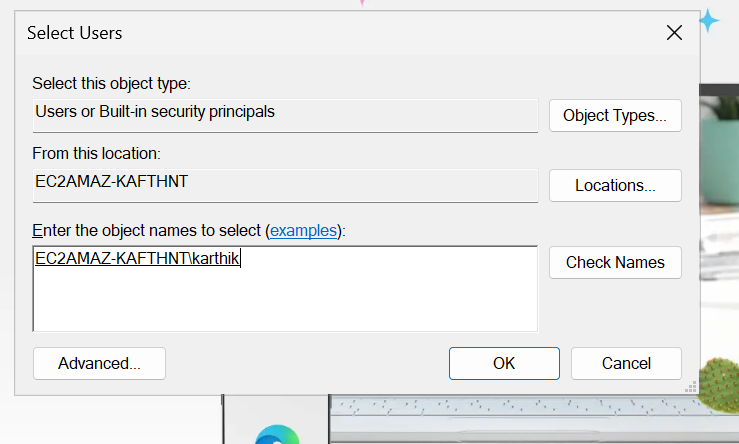 Select Users
Select this object type:
Users or Built-in security principals
Object Types...
From this location:
EC2AMAZ-KAFTHNT
Locations...
Enter the object names to select (examples):
EC2AMAZ-KAFTHNT\karthik
Check Names
Advanced...
OK
Cancel